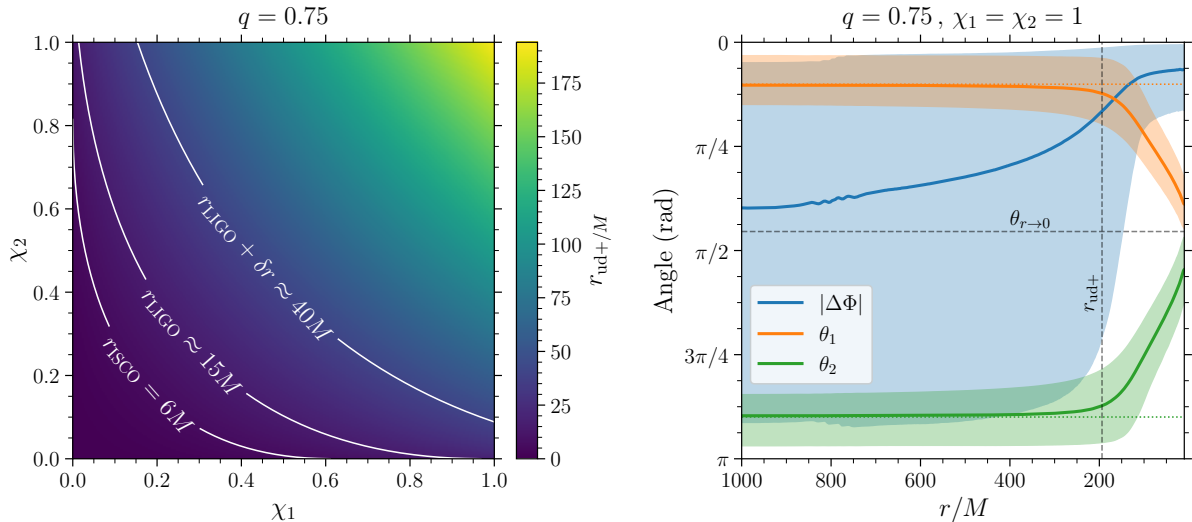 q = 0.75
1.0
0.8
0.6
0.4
0.2
0.0
χ₂
0.0
0.2
0.4
0.6
0.8
1.0
χ₁
r_LIGO + δr ≈ 40M
r_LIGO ≈ 15M
r_ISCO = 6M
175
150
125
100
75
50
25
0
r_ud+/M
q = 0.75 , χ₁ = χ₂ = 1
0
π/4
π/2
3π/4
π
Angle (rad)
θ_r→0
r_ud+
|ΔΦ|
θ₁
θ₂
1000
800
600
400
200
r/M